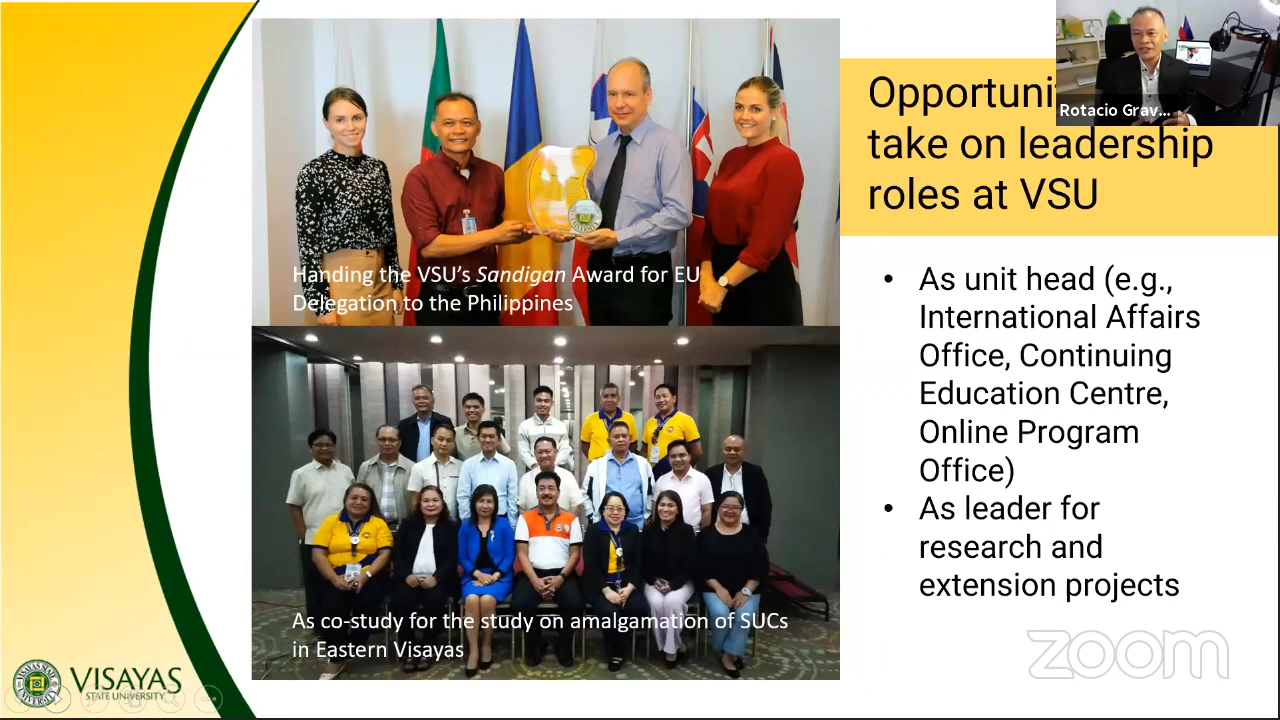 Rotacio Grav...
Opportuni
take on leadership
roles at VSU
Handing the VSU's Sandigan Award for EU
Delegation to the Philippines
• As unit head (e.g.,
International Affairs
Office, Continuing
Education Centre,
Online Program
Office)
• As leader for
research and
extension projects
As co-study for the study on amalgamation of SUCs
in Eastern Visayas
VISAYAS
STATE UNIVERSITY
zoom